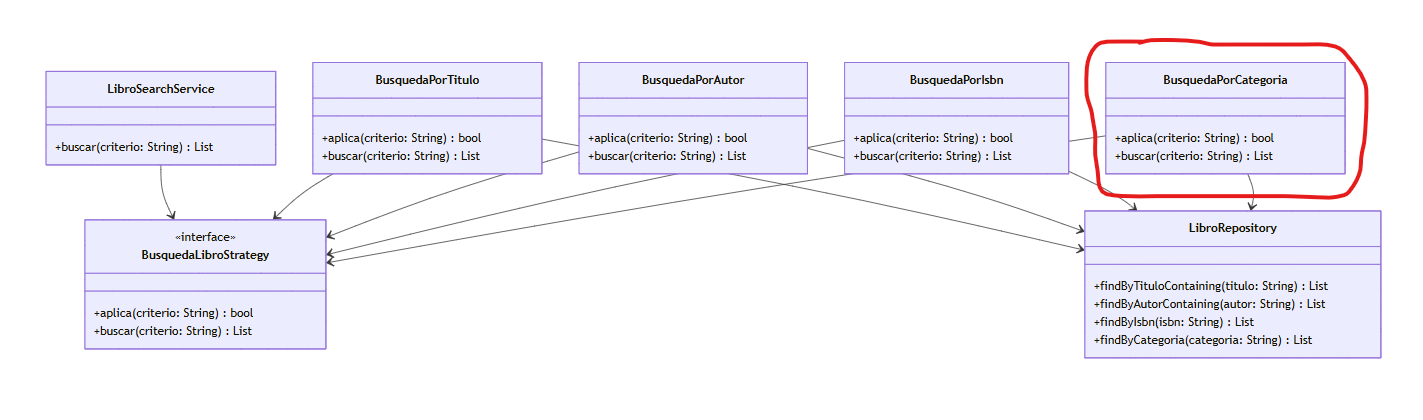 LibroSearchService
+buscar(criterio: String) : List
BusquedaPorTitulo
+aplica(criterio: String) : bool
+buscar(criterio: String) : List
BusquedaPorAutor
+aplica(criterio: String) : bool
+buscar(criterio: String) : List
BusquedaPorIsbn
+aplica(criterio: String) : bool
+buscar(criterio: String) : List
BusquedaPorCategoria
+aplica(criterio: String) : bool
+buscar(criterio: String) : List
«interface»
BusquedaLibroStrategy
+aplica(criterio: String) : bool
+buscar(criterio: String) : List
LibroRepository
+findByTituloContaining(titulo: String) : List
+findByAutorContaining(autor: String) : List
+findByIsbn(isbn: String) : List
+findByCategoria(categoria: String) : List